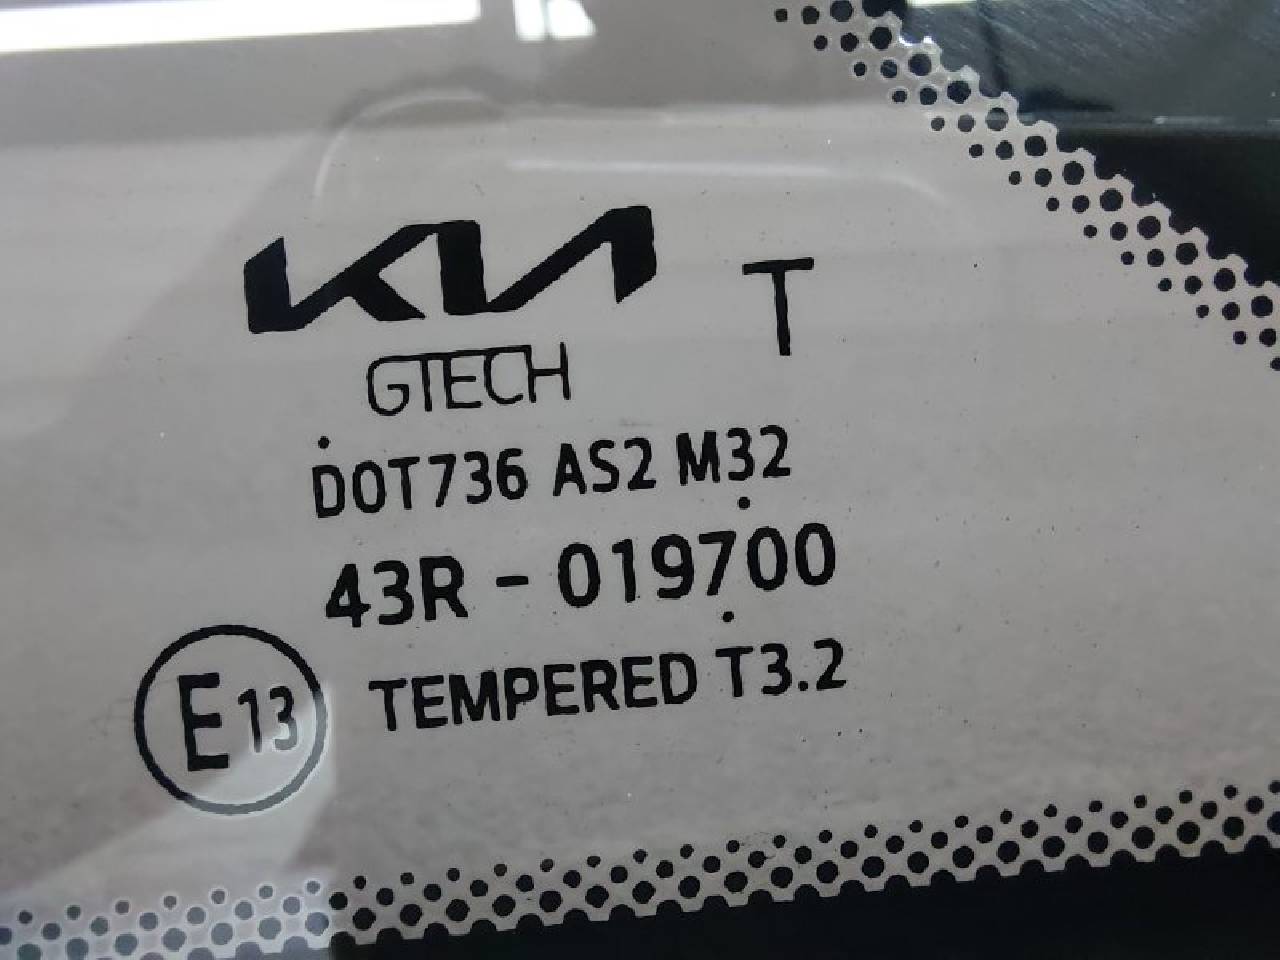 KIA
T
GTECH
DOT736 AS2 M32
43R - 019700
E13
TEMPERED T3.2